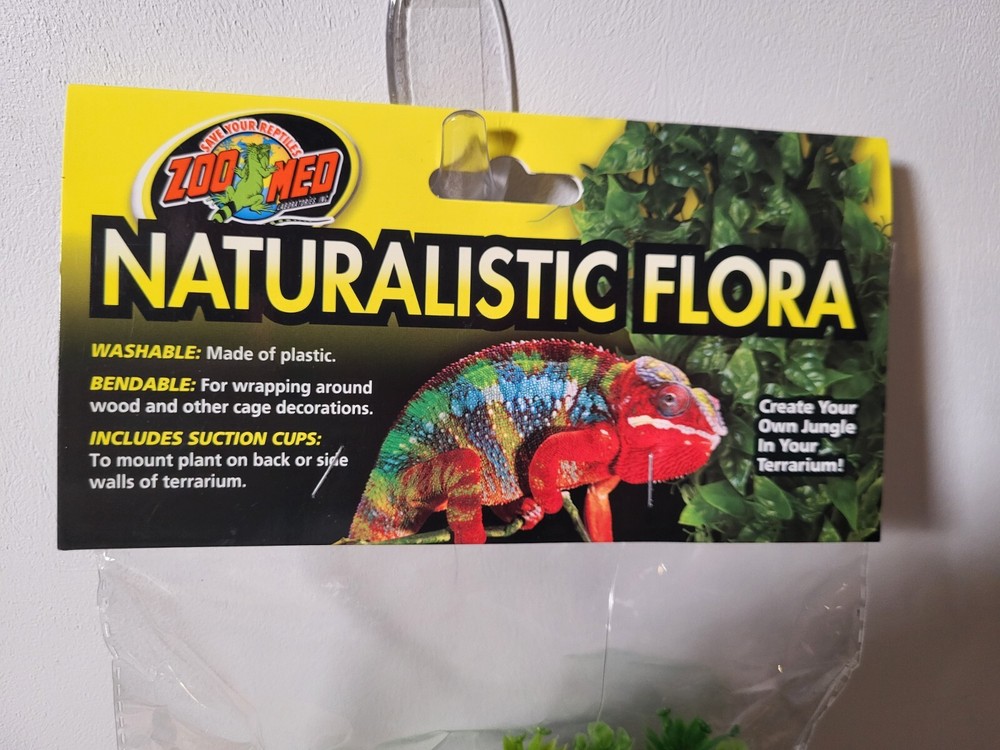 SAVE YOUR REPTILES
ZOO MED
LABORATORIES, INC.
NATURALISTIC FLORA
WASHABLE: Made of plastic.
BENDABLE: For wrapping around
wood and other cage decorations.
INCLUDES SUCTION CUPS:
To mount plant on back or side
walls of terrarium.
Create Your
Own Jungle
In Your
Terrarium!